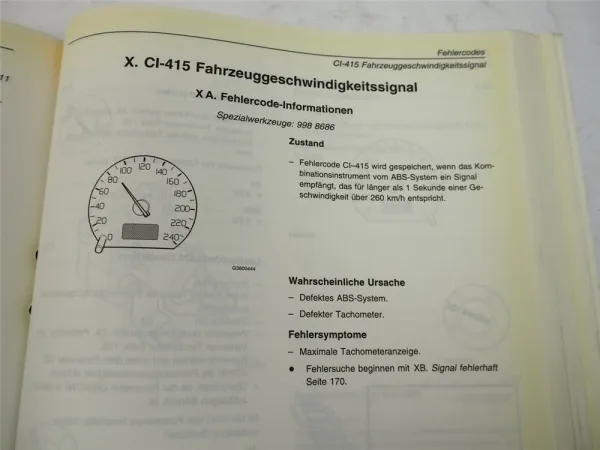 Fehlercodes
CI-415 Fahrzeuggeschwindigkeitssignal
11
X. CI-415 Fahrzeuggeschwindigkeitssignal
X A. Fehlercode-Informationen
Spezialwerkzeuge: 998 8686
Zustand
– Fehlercode CI–415 wird gespeichert, wenn das Kom-
binationsinstrument vom ABS-System ein Signal
empfängt, das für länger als 1 Sekunde einer Ge-
schwindigkeit über 260 km/h entspricht.
0 20 40 60 80 100 120 140 160 180 200 220 240
G3600444
Wahrscheinliche Ursache
– Defektes ABS-System.
– Defekter Tachometer.
Fehlersymptome
– Maximale Tachometeranzeige.
● Fehlersuche beginnen mit XB. Signal fehlerhaft
Seite 170.